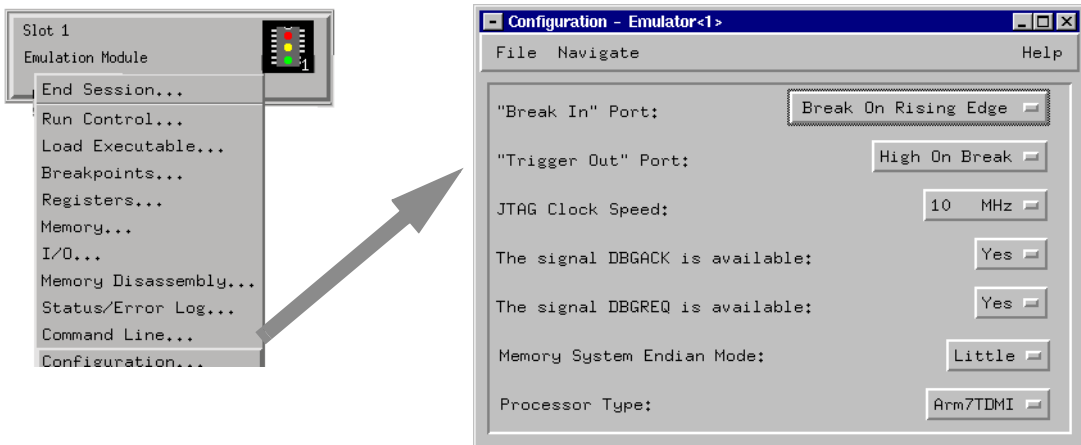 Slot 1
Emulation Module
1
End Session...
Run Control...
Load Executable...
Breakpoints...
Registers...
Memory...
I/O...
Memory Disassembly...
Status/Error Log...
Command Line...
Configuration...
Configuration - Emulator<1>
File Navigate Help
"Break In" Port: Break On Rising Edge
"Trigger Out" Port: High On Break
JTAG Clock Speed: 10 MHz
The signal DBGACK is available: Yes
The signal DBGREQ is available: Yes
Memory System Endian Mode: Little
Processor Type: Arm7TDMI